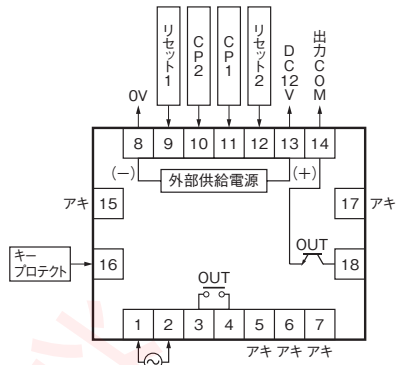 リセット1
CP2
CP1
リセット2
DC12V
出力COM
0V
8 9 10 11 12 13 14
(−) 外部供給電源 (+)
アキ 15
17 アキ
キー
プロテクト
16
OUT
18
OUT
1 2 3 4 5 6 7
アキ アキ アキ